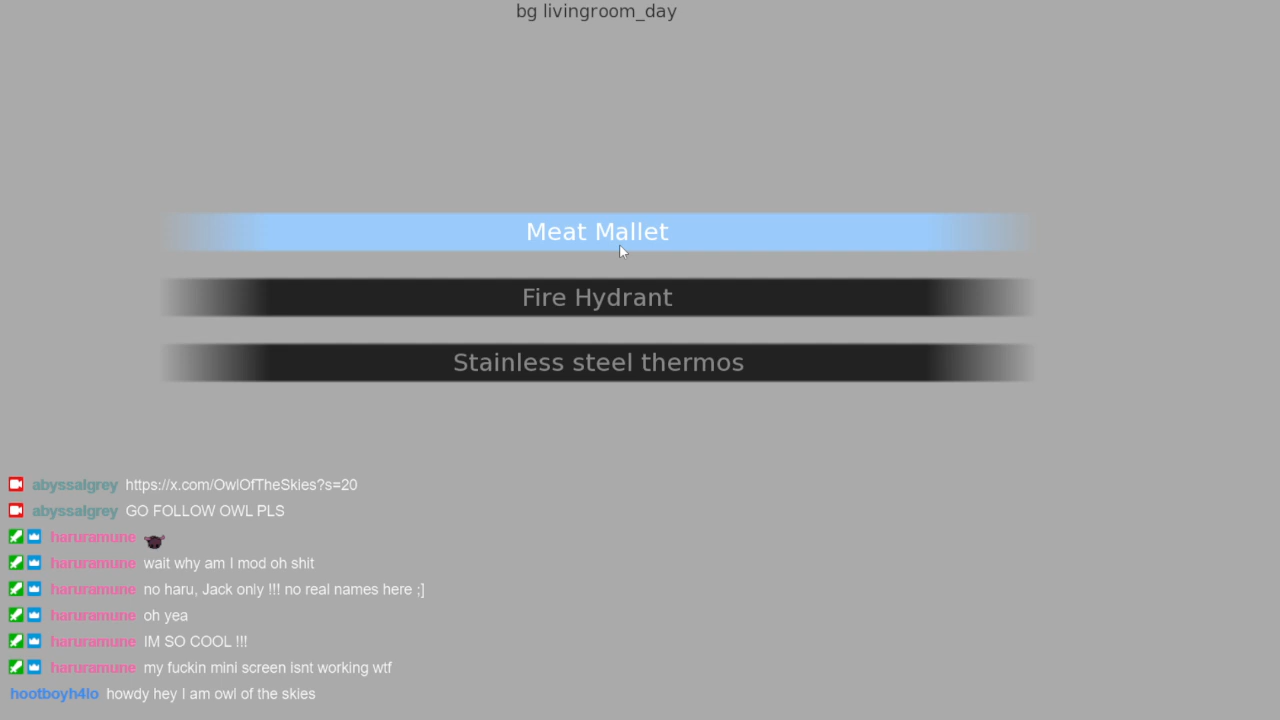 bg livingroom_day
Meat Mallet
Fire Hydrant
Stainless steel thermos
abyssalgrey https://x.com/OwlOfTheSkies?s=20
abyssalgrey GO FOLLOW OWL PLS
haruramune
haruramune wait why am I mod oh shit
haruramune no haru, Jack only !!! no real names here ;]
haruramune oh yea
haruramune IM SO COOL !!!
haruramune my fuckin mini screen isnt working wtf
hootboyh4lo howdy hey I am owl of the skies